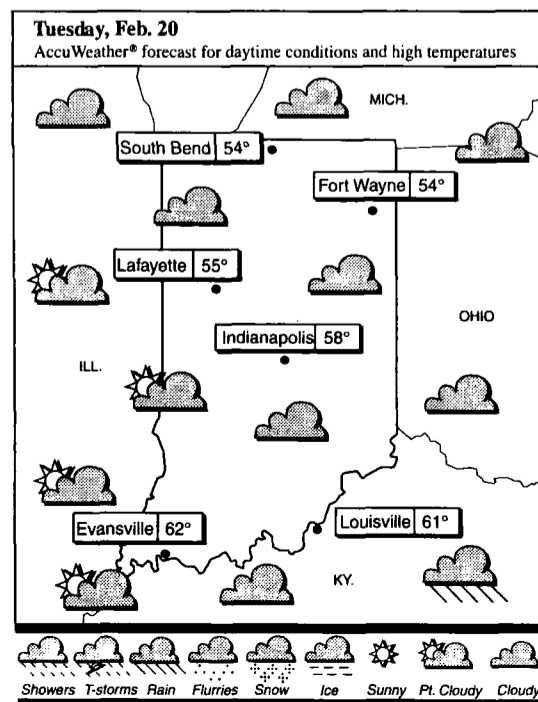 Tuesday, Feb. 20
AccuWeather® forecast for daytime conditions and high temperatures
MICH.
South Bend 54°
Fort Wayne 54°
Lafayette 55°
OHIO
Indianapolis 58°
ILL.
Evansville 62°
Louisville 61°
KY.
Showers T-storms Rain Flurries Snow Ice Sunny Pt. Cloudy Cloudy